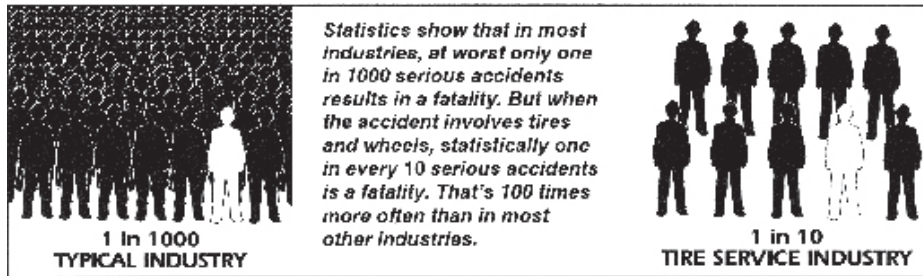 Statistics show that in most
industries, at worst only one
in 1000 serious accidents
results in a fatality. But when
the accident involves tires
and wheels, statistically one
in every 10 serious accidents
is a fatality. That's 100 times
more often than in most
other industries.
1 in 1000
TYPICAL INDUSTRY
1 in 10
TIRE SERVICE INDUSTRY